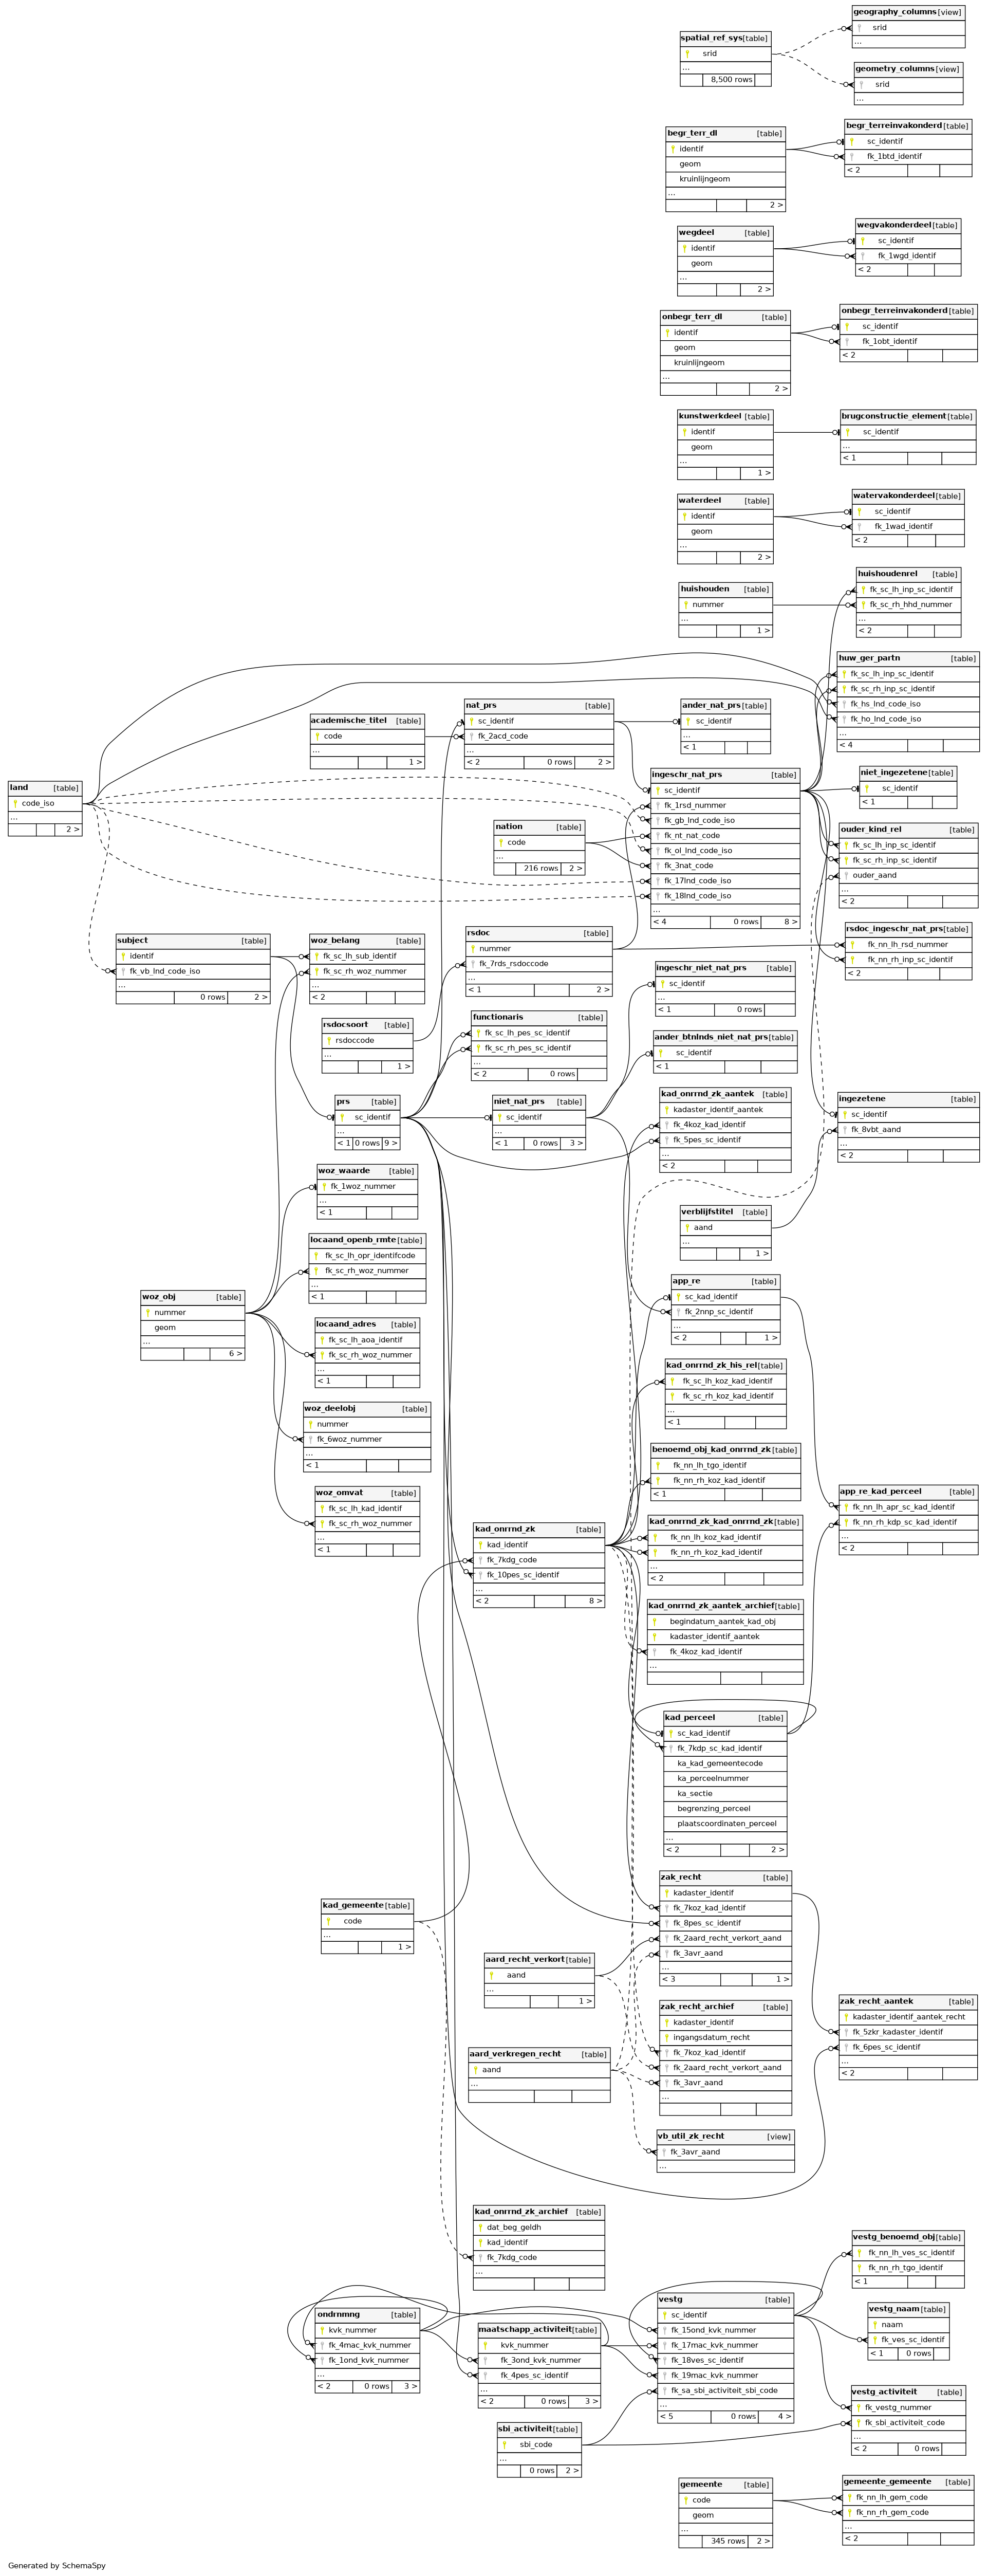 geography_columns [view]
srid
...
spatial_ref_sys [table]
srid
...
8,500 rows
geometry_columns [view]
srid
...
begr_terreinvakonderd [table]
sc_identif
fk_1btd_identif
< 2
begr_terr_dl [table]
identif
geom
kruinlijngeom
...
2 >
wegvakonderdeel [table]
sc_identif
fk_1wgd_identif
< 2
wegdeel [table]
identif
geom
...
2 >
onbegr_terreinvakonderd [table]
sc_identif
fk_1obt_identif
< 2
onbegr_terr_dl [table]
identif
geom
kruinlijngeom
...
2 >
kunstwerkdeel [table]
identif
geom
...
1 >
brugconstructie_element [table]
sc_identif
...
< 1
waterdeel [table]
identif
geom
...
2 >
watervakonderdeel [table]
sc_identif
fk_1wad_identif
< 2
huishouden [table]
nummer
...
1 >
huishoudenrel [table]
fk_sc_lh_inp_sc_identif
fk_sc_rh_hhd_nummer
...
< 2
huw_ger_partn [table]
fk_sc_lh_inp_sc_identif
fk_sc_rh_inp_sc_identif
fk_hs_lnd_code_iso
fk_ho_lnd_code_iso
...
< 4
academische_titel [table]
code
...
1 >
nat_prs [table]
sc_identif
fk_2acd_code
...
< 2 0 rows 2 >
ander_nat_prs [table]
sc_identif
...
< 1
land [table]
code_iso
...
2 >
ingeschr_nat_prs [table]
sc_identif
fk_1rsd_nummer
fk_gb_lnd_code_iso
fk_nt_nat_code
fk_ol_lnd_code_iso
fk_3nat_code
fk_17lnd_code_iso
fk_18lnd_code_iso
...
< 4 0 rows 8 >
niet_ingezetene [table]
sc_identif
< 1
nation [table]
code
...
216 rows 2 >
ouder_kind_rel [table]
fk_sc_lh_inp_sc_identif
fk_sc_rh_inp_sc_identif
ouder_aand
...
< 2
subject [table]
identif
fk_vb_lnd_code_iso
...
0 rows 2 >
woz_belang [table]
fk_sc_lh_sub_identif
fk_sc_rh_woz_nummer
...
< 2
rsdoc [table]
nummer
fk_7rds_rsdoccode
...
< 1 2 >
rsdoc_ingeschr_nat_prs [table]
fk_nn_lh_rsd_nummer
fk_nn_rh_inp_sc_identif
< 2
ingeschr_niet_nat_prs [table]
sc_identif
...
< 1 0 rows
rsdocsoort [table]
rsdoccode
...
1 >
functionaris [table]
fk_sc_lh_pes_sc_identif
fk_sc_rh_pes_sc_identif
...
< 2 0 rows
ander_btnlnds_niet_nat_prs [table]
sc_identif
< 1
prs [table]
sc_identif
...
< 1 0 rows 9 >
niet_nat_prs [table]
sc_identif
...
< 1 0 rows 3 >
kad_onrrnd_zk_aantek [table]
kadaster_identif_aantek
fk_4koz_kad_identif
fk_5pes_sc_identif
...
< 2
ingezetene [table]
sc_identif
fk_8vbt_aand
...
< 2
woz_waarde [table]
fk_1woz_nummer
...
< 1
verblijfstitel [table]
aand
...
1 >
locaand_openb_rmte [table]
fk_sc_lh_opr_identifcode
fk_sc_rh_woz_nummer
...
< 1
woz_obj [table]
nummer
geom
...
6 >
app_re [table]
sc_kad_identif
fk_2nnp_sc_identif
...
< 2 1 >
locaand_adres [table]
fk_sc_lh_aoa_identif
fk_sc_rh_woz_nummer
...
< 1
kad_onrrnd_zk_his_rel [table]
fk_sc_lh_koz_kad_identif
fk_sc_rh_koz_kad_identif
...
< 1
woz_deelobj [table]
nummer
fk_6woz_nummer
...
< 1
benoemd_obj_kad_onrrnd_zk [table]
fk_nn_lh_tgo_identif
fk_nn_rh_koz_kad_identif
< 1
woz_omvat [table]
fk_sc_lh_kad_identif
fk_sc_rh_woz_nummer
...
< 1
app_re_kad_perceel [table]
fk_nn_lh_apr_sc_kad_identif
fk_nn_rh_kdp_sc_kad_identif
...
< 2
kad_onrrnd_zk [table]
kad_identif
fk_7kdg_code
fk_10pes_sc_identif
...
< 2 8 >
kad_onrrnd_zk_kad_onrrnd_zk [table]
fk_nn_lh_koz_kad_identif
fk_nn_rh_koz_kad_identif
...
< 2
kad_onrrnd_zk_aantek_archief [table]
begindatum_aantek_kad_obj
kadaster_identif_aantek
fk_4koz_kad_identif
...
kad_perceel [table]
sc_kad_identif
fk_7kdp_sc_kad_identif
ka_kad_gemeentecode
ka_perceelnummer
ka_sectie
begrenzing_perceel
plaatscoordinaten_perceel
...
< 2 2 >
kad_gemeente [table]
code
...
1 >
zak_recht [table]
kadaster_identif
fk_7koz_kad_identif
fk_8pes_sc_identif
fk_2aard_recht_verkort_aand
fk_3avr_aand
...
< 3 1 >
aard_recht_verkort [table]
aand
...
1 >
zak_recht_archief [table]
kadaster_identif
ingangsdatum_recht
fk_7koz_kad_identif
fk_2aard_recht_verkort_aand
fk_3avr_aand
...
zak_recht_aantek [table]
kadaster_identif_aantek_recht
fk_5zkr_kadaster_identif
fk_6pes_sc_identif
...
< 2
aard_verkregen_recht [table]
aand
...
vb_util_zk_recht [view]
fk_3avr_aand
...
kad_onrrnd_zk_archief [table]
dat_beg_geldh
kad_identif
fk_7kdg_code
...
vestg_benoemd_obj [table]
fk_nn_lh_ves_sc_identif
fk_nn_rh_tgo_identif
< 1
ondrnmng [table]
kvk_nummer
fk_4mac_kvk_nummer
fk_1ond_kvk_nummer
...
< 2 0 rows 3 >
maatschapp_activiteit [table]
kvk_nummer
fk_3ond_kvk_nummer
fk_4pes_sc_identif
...
< 2 0 rows 3 >
vestg [table]
sc_identif
fk_15ond_kvk_nummer
fk_17mac_kvk_nummer
fk_18ves_sc_identif
fk_19mac_kvk_nummer
fk_sa_sbi_activiteit_sbi_code
...
< 5 0 rows 4 >
vestg_naam [table]
naam
fk_ves_sc_identif
< 1 0 rows
vestg_activiteit [table]
fk_vestg_nummer
fk_sbi_activiteit_code
...
< 2 0 rows
sbi_activiteit [table]
sbi_code
...
0 rows 2 >
gemeente [table]
code
geom
...
345 rows 2 >
gemeente_gemeente [table]
fk_nn_lh_gem_code
fk_nn_rh_gem_code
...
< 2
Generated by SchemaSpy